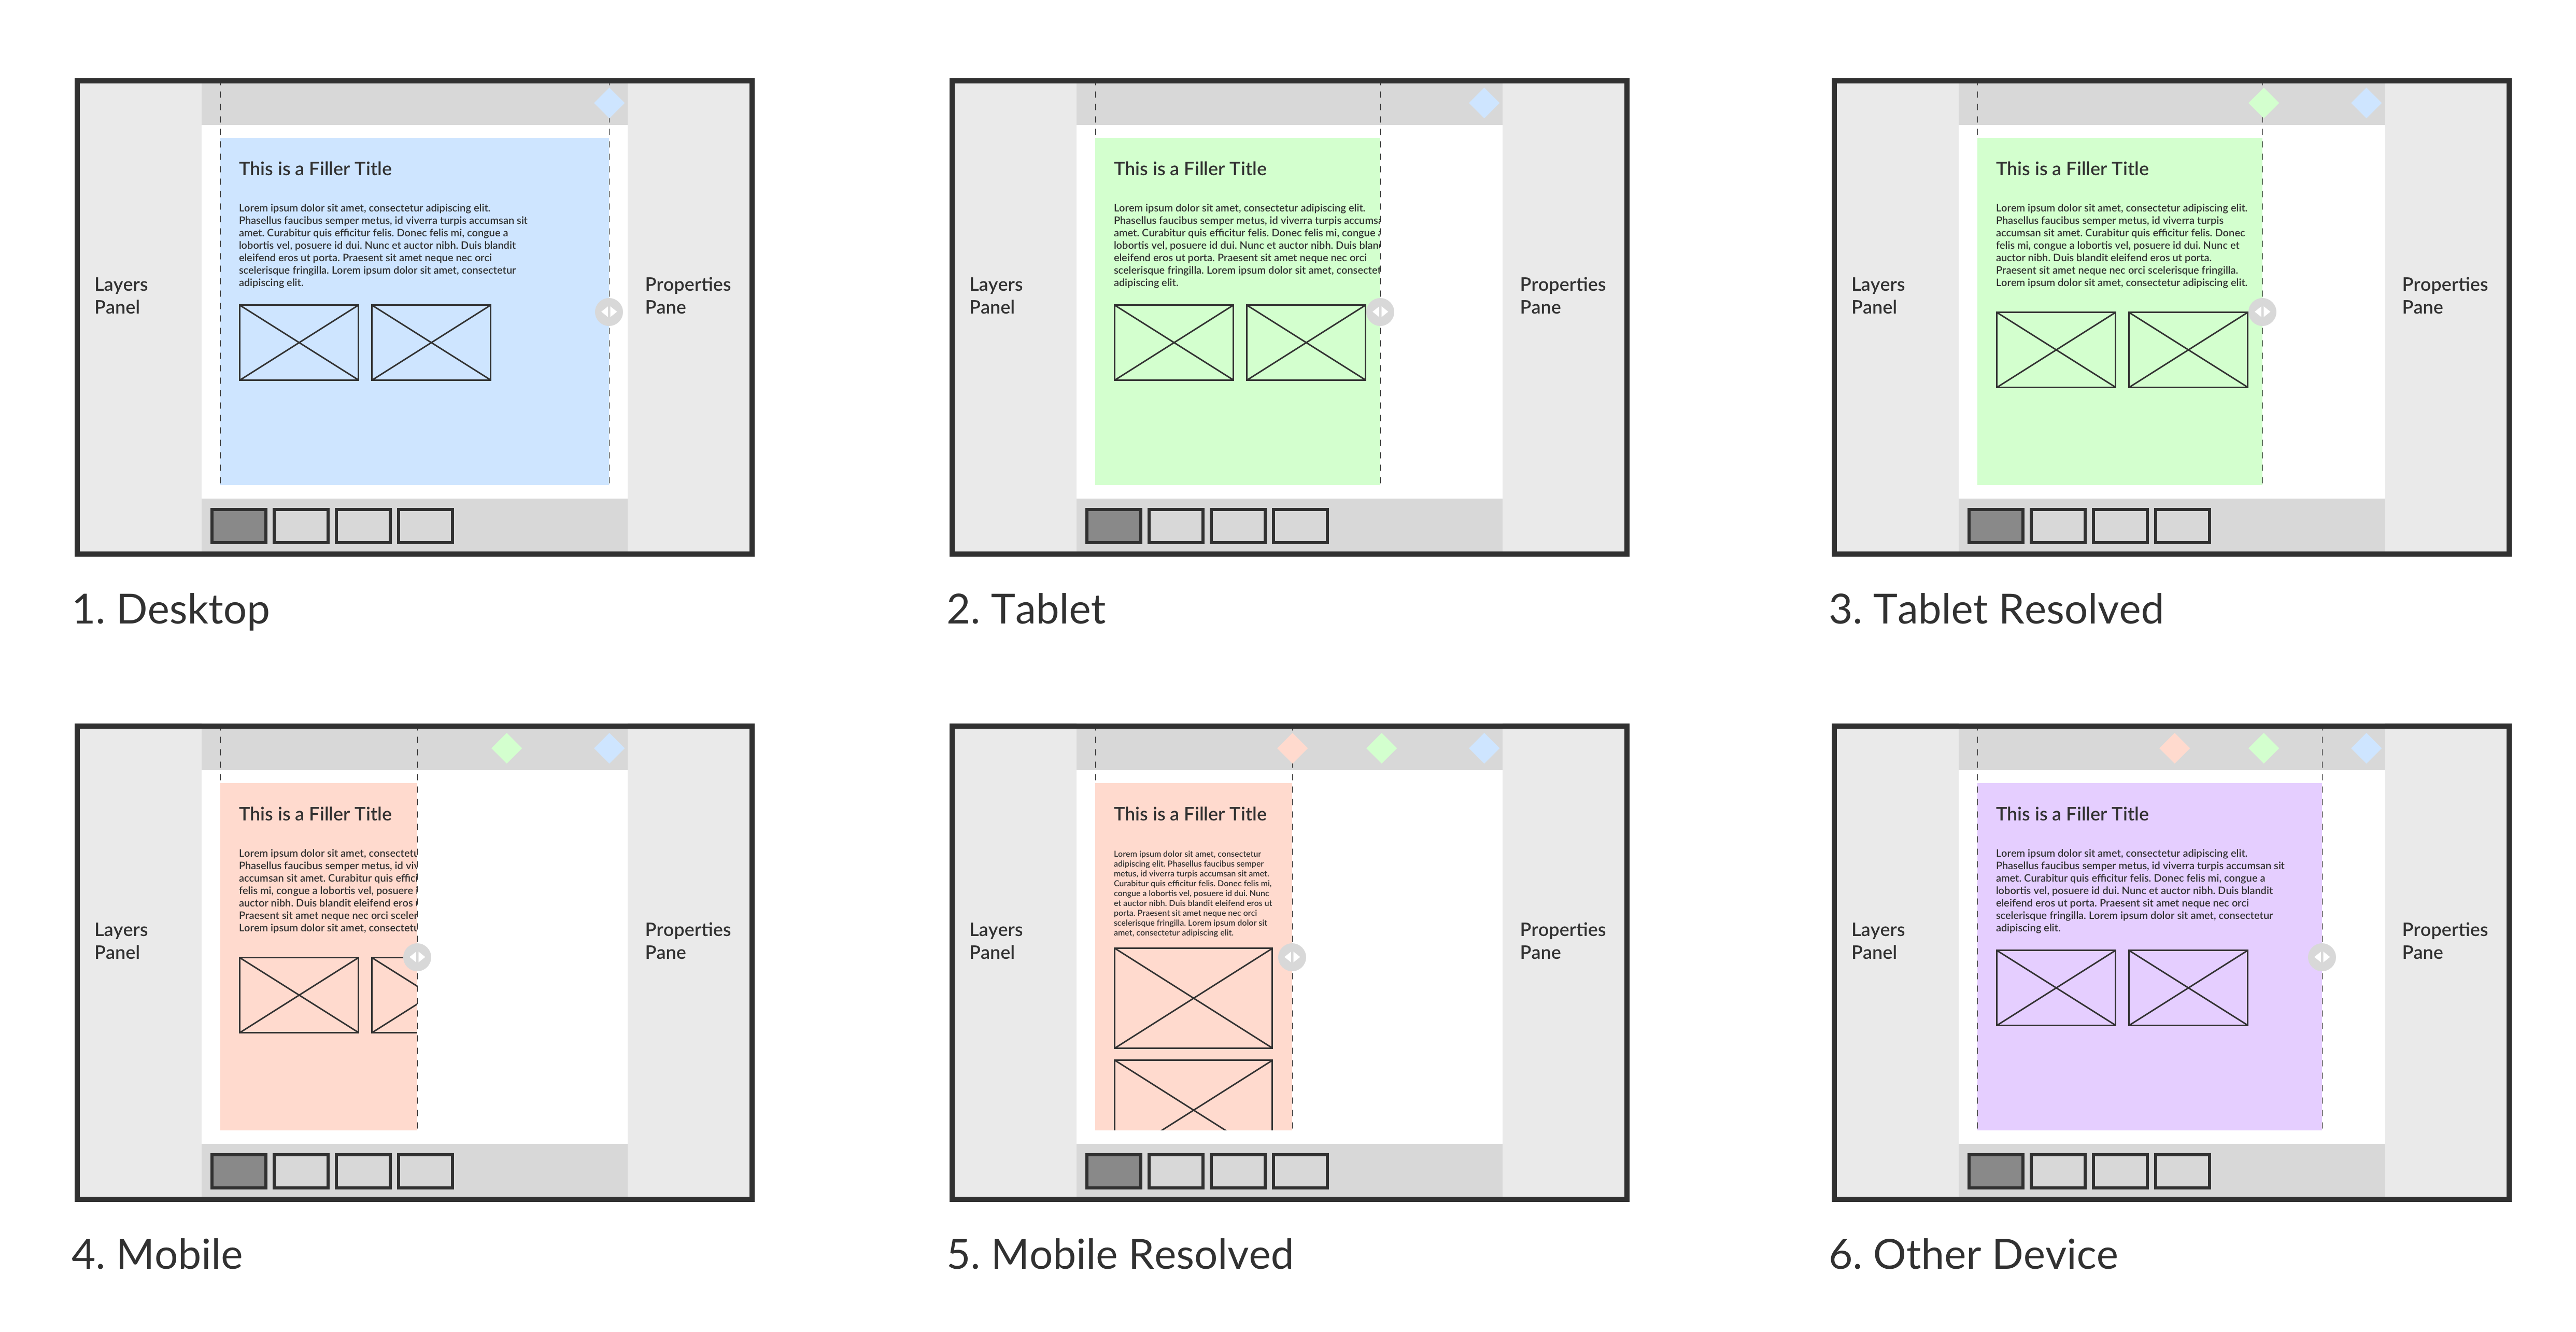 Layers
Panel
This is a Filler Title
Lorem ipsum dolor sit amet, consectetur adipiscing elit.
Phasellus faucibus semper metus, id viverra turpis accumsan sit
amet. Curabitur quis efficitur felis. Donec felis mi, congue a
lobortis vel, posuere id dui. Nunc et auctor nibh. Duis blandit
eleifend eros ut porta. Praesent sit amet neque nec orci
scelerisque fringilla. Lorem ipsum dolor sit amet, consectetur
adipiscing elit.
Properties
Pane
1. Desktop
Layers
Panel
This is a Filler Title
Lorem ipsum dolor sit amet, consectetur adipiscing elit.
Phasellus faucibus semper metus, id viverra turpis accumsa
amet. Curabitur quis efficitur felis. Donec felis mi, congue a
lobortis vel, posuere id dui. Nunc et auctor nibh. Duis blan
eleifend eros ut porta. Praesent sit amet neque nec orci
scelerisque fringilla. Lorem ipsum dolor sit amet, consectet
adipiscing elit.
Properties
Pane
2. Tablet
Layers
Panel
This is a Filler Title
Lorem ipsum dolor sit amet, consectetur adipiscing elit.
Phasellus faucibus semper metus, id viverra turpis
accumsan sit amet. Curabitur quis efficitur felis. Donec
felis mi, congue a lobortis vel, posuere id dui. Nunc et
auctor nibh. Duis blandit eleifend eros ut porta.
Praesent sit amet neque nec orci scelerisque fringilla.
Lorem ipsum dolor sit amet, consectetur adipiscing elit.
Properties
Pane
3. Tablet Resolved
Layers
Panel
This is a Filler Title
Lorem ipsum dolor sit amet, consectetu
Phasellus faucibus semper metus, id viv
accumsan sit amet. Curabitur quis effici
felis mi, congue a lobortis vel, posuere
auctor nibh. Duis blandit eleifend eros
Praesent sit amet neque nec orci sceler
Lorem ipsum dolor sit amet, consectetu
Properties
Pane
4. Mobile
Layers
Panel
This is a Filler Title
Lorem ipsum dolor sit amet, consectetur
adipiscing elit. Phasellus faucibus semper
metus, id viverra turpis accumsan sit amet.
Curabitur quis efficitur felis. Donec felis mi,
congue a lobortis vel, posuere id dui. Nunc
et auctor nibh. Duis blandit eleifend eros ut
porta. Praesent sit amet neque nec orci
scelerisque fringilla. Lorem ipsum dolor sit
amet, consectetur adipiscing elit.
Properties
Pane
5. Mobile Resolved
Layers
Panel
This is a Filler Title
Lorem ipsum dolor sit amet, consectetur adipiscing elit.
Phasellus faucibus semper metus, id viverra turpis accumsan sit
amet. Curabitur quis efficitur felis. Donec felis mi, congue a
lobortis vel, posuere id dui. Nunc et auctor nibh. Duis blandit
eleifend eros ut porta. Praesent sit amet neque nec orci
scelerisque fringilla. Lorem ipsum dolor sit amet, consectetur
adipiscing elit.
Properties
Pane
6. Other Device